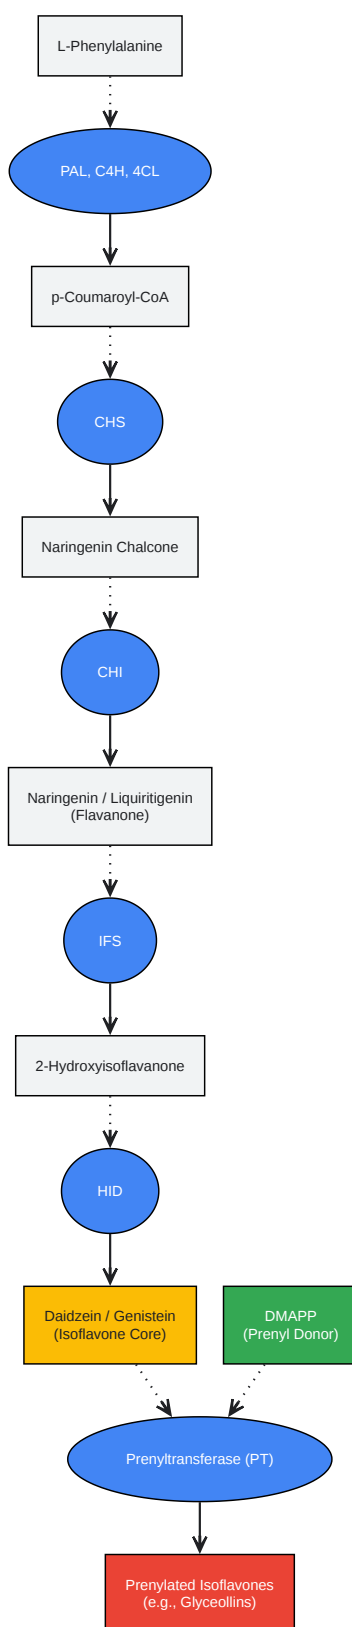 L-Phenylalanine
PAL, C4H, 4CL
p-Coumaroyl-CoA
CHS
Naringenin Chalcone
CHI
Naringenin / Liquiritigenin
(Flavanone)
IFS
2-Hydroxyisoflavanone
HID
Daidzein / Genistein
(Isoflavone Core)
DMAPP
(Prenyl Donor)
Prenyltransferase (PT)
Prenylated Isoflavones
(e.g., Glyceollins)